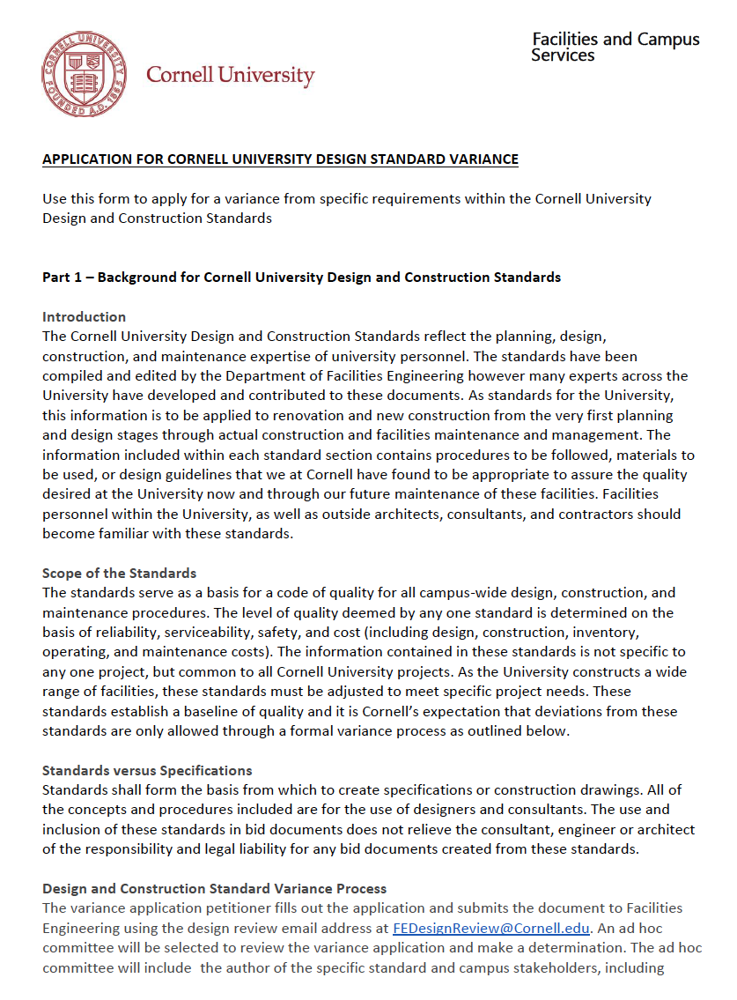 CORNELL UNIVERSITY
FOUNDED A.D. 1865
Cornell University
Facilities and Campus
Services
APPLICATION FOR CORNELL UNIVERSITY DESIGN STANDARD VARIANCE
Use this form to apply for a variance from specific requirements within the Cornell University
Design and Construction Standards
Part 1 – Background for Cornell University Design and Construction Standards
Introduction
The Cornell University Design and Construction Standards reflect the planning, design,
construction, and maintenance expertise of university personnel. The standards have been
compiled and edited by the Department of Facilities Engineering however many experts across the
University have developed and contributed to these documents. As standards for the University,
this information is to be applied to renovation and new construction from the very first planning
and design stages through actual construction and facilities maintenance and management. The
information included within each standard section contains procedures to be followed, materials to
be used, or design guidelines that we at Cornell have found to be appropriate to assure the quality
desired at the University now and through our future maintenance of these facilities. Facilities
personnel within the University, as well as outside architects, consultants, and contractors should
become familiar with these standards.
Scope of the Standards
The standards serve as a basis for a code of quality for all campus-wide design, construction, and
maintenance procedures. The level of quality deemed by any one standard is determined on the
basis of reliability, serviceability, safety, and cost (including design, construction, inventory,
operating, and maintenance costs). The information contained in these standards is not specific to
any one project, but common to all Cornell University projects. As the University constructs a wide
range of facilities, these standards must be adjusted to meet specific project needs. These
standards establish a baseline of quality and it is Cornell’s expectation that deviations from these
standards are only allowed through a formal variance process as outlined below.
Standards versus Specifications
Standards shall form the basis from which to create specifications or construction drawings. All of
the concepts and procedures included are for the use of designers and consultants. The use and
inclusion of these standards in bid documents does not relieve the consultant, engineer or architect
of the responsibility and legal liability for any bid documents created from these standards.
Design and Construction Standard Variance Process
The variance application petitioner fills out the application and submits the document to Facilities
Engineering using the design review email address at FEDesignReview@Cornell.edu. An ad hoc
committee will be selected to review the variance application and make a determination. The ad hoc
committee will include the author of the specific standard and campus stakeholders, including